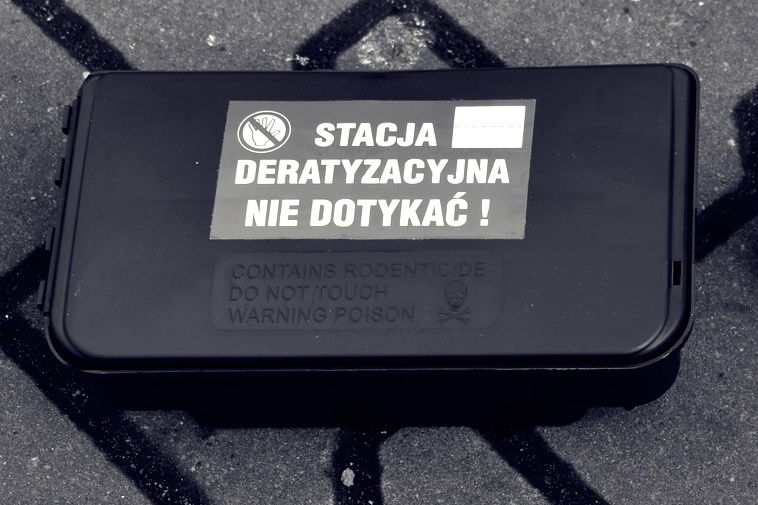 STACJA
DERATYZACYJNA
NIE DOTYKAĆ !
CONTAINS RODENTICIDE
DO NOT TOUCH
WARNING POISON